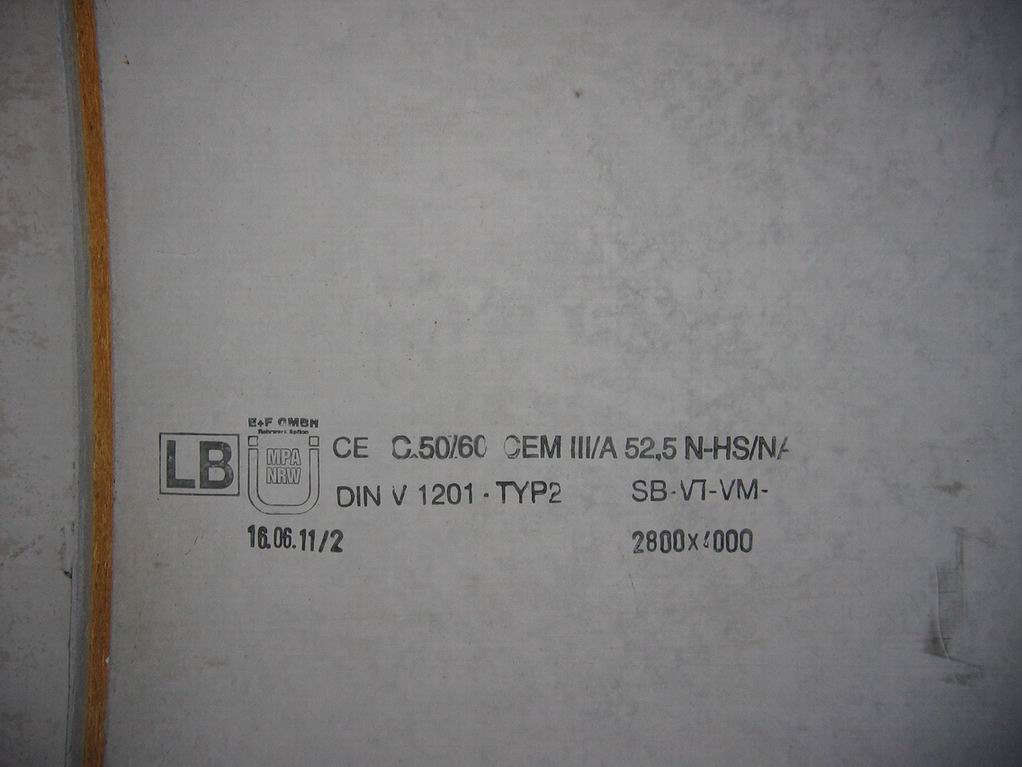 E+F GMBH
LB
MPA
NRW
CE C.50/60 CEM III/A 52,5 N-HS/NA
DIN V 1201 - TYP2 SB-VT-VM-
16.06.11/2
2800x4000